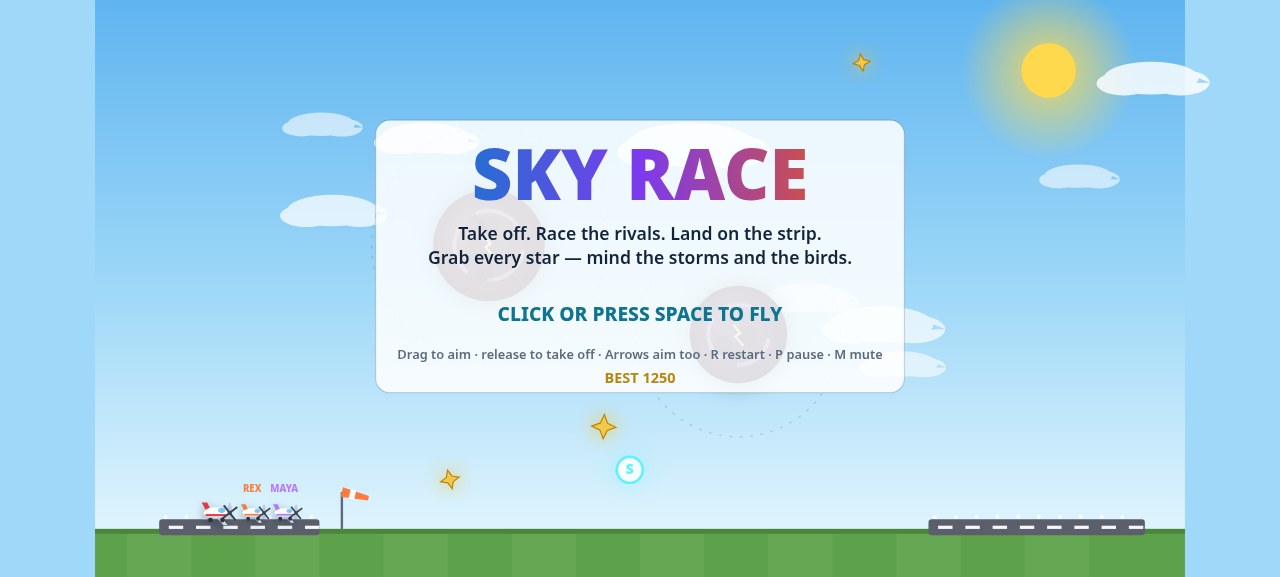 SKY RACE
Take off. Race the rivals. Land on the strip.
Grab every star — mind the storms and the birds.
CLICK OR PRESS SPACE TO FLY
Drag to aim · release to take off · Arrows aim too · R restart · P pause · M mute
BEST 1250
S
REX MAYA